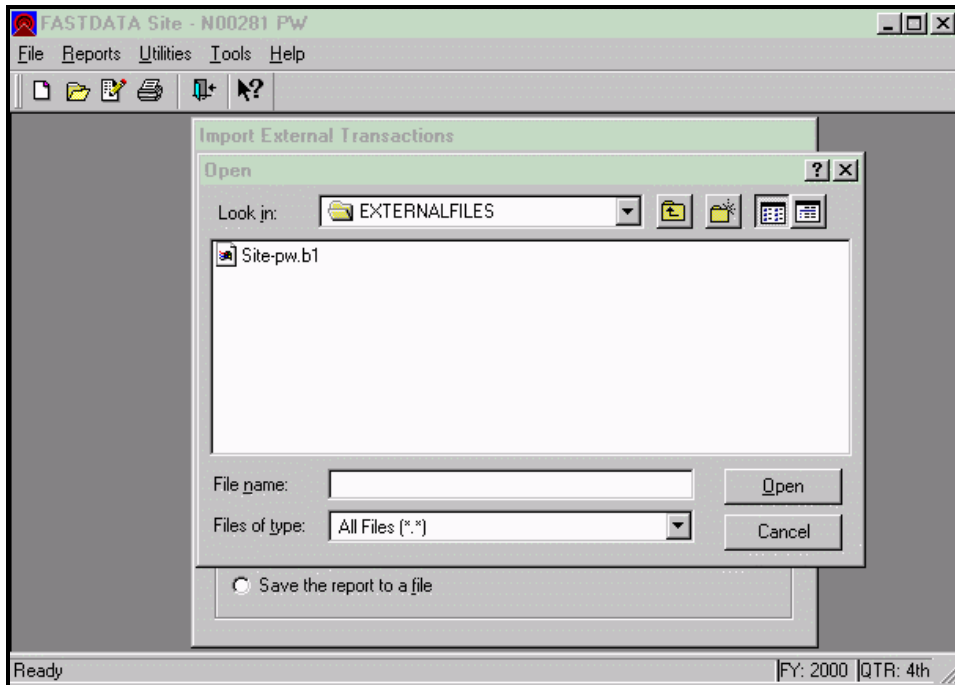 FASTDATA Site - N00281 PW
File Reports Utilities Tools Help
Import External Transactions
Open
Look in: EXTERNALFILES
Site-pw.b1
File name: Open
Files of type: All Files (*.*) Cancel
Save the report to a file
Ready FY: 2000 QTR: 4th